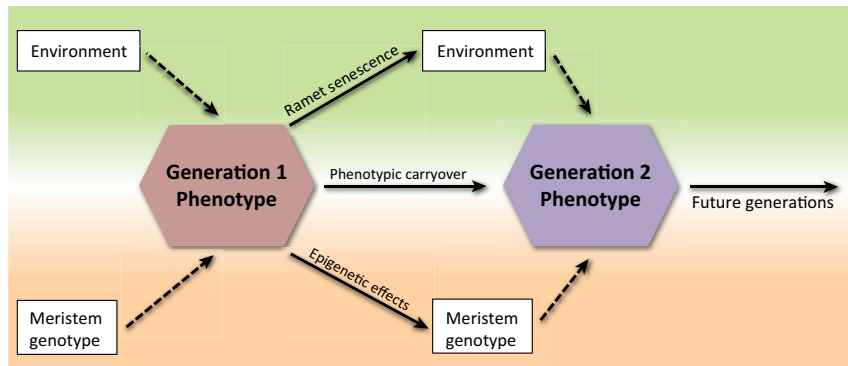 Environment
Ramet senescence
Environment
Generation 1
Phenotype
Phenotypic carryover
Generation 2
Phenotype
Future generations
Epigenetic effects
Meristem
genotype
Meristem
genotype